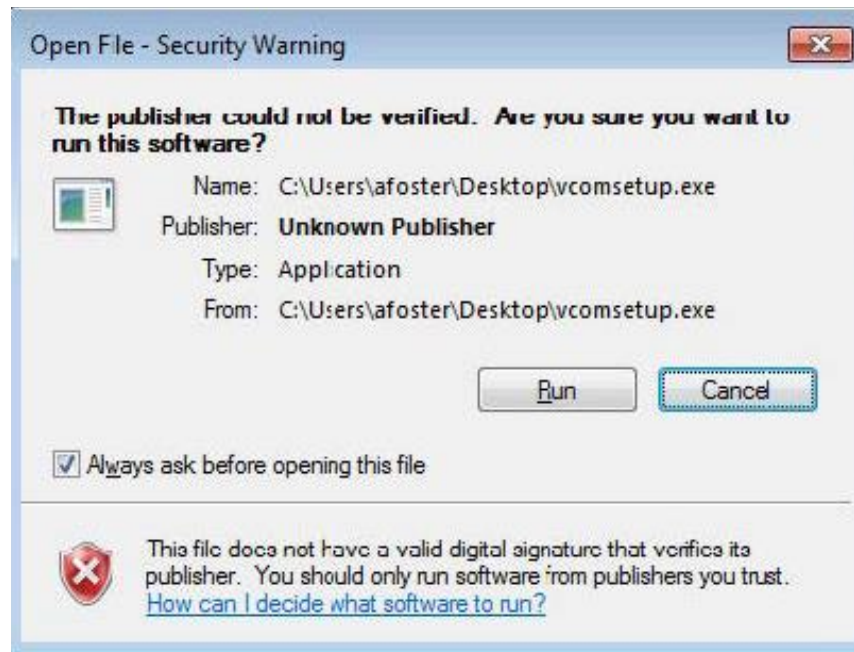 Open File - Security Warning
The publisher could not be verified.  Are you sure you want to
run this software?
Name: C:\Users\afoster\Desktop\vcomsetup.exe
Publisher: Unknown Publisher
Type: Application
From: C:\Users\afoster\Desktop\vcomsetup.exe
Run Cancel
Always ask before opening this file
This file does not have a valid digital signature that verifies its
publisher.  You should only run software from publishers you trust.
How can I decide what software to run?